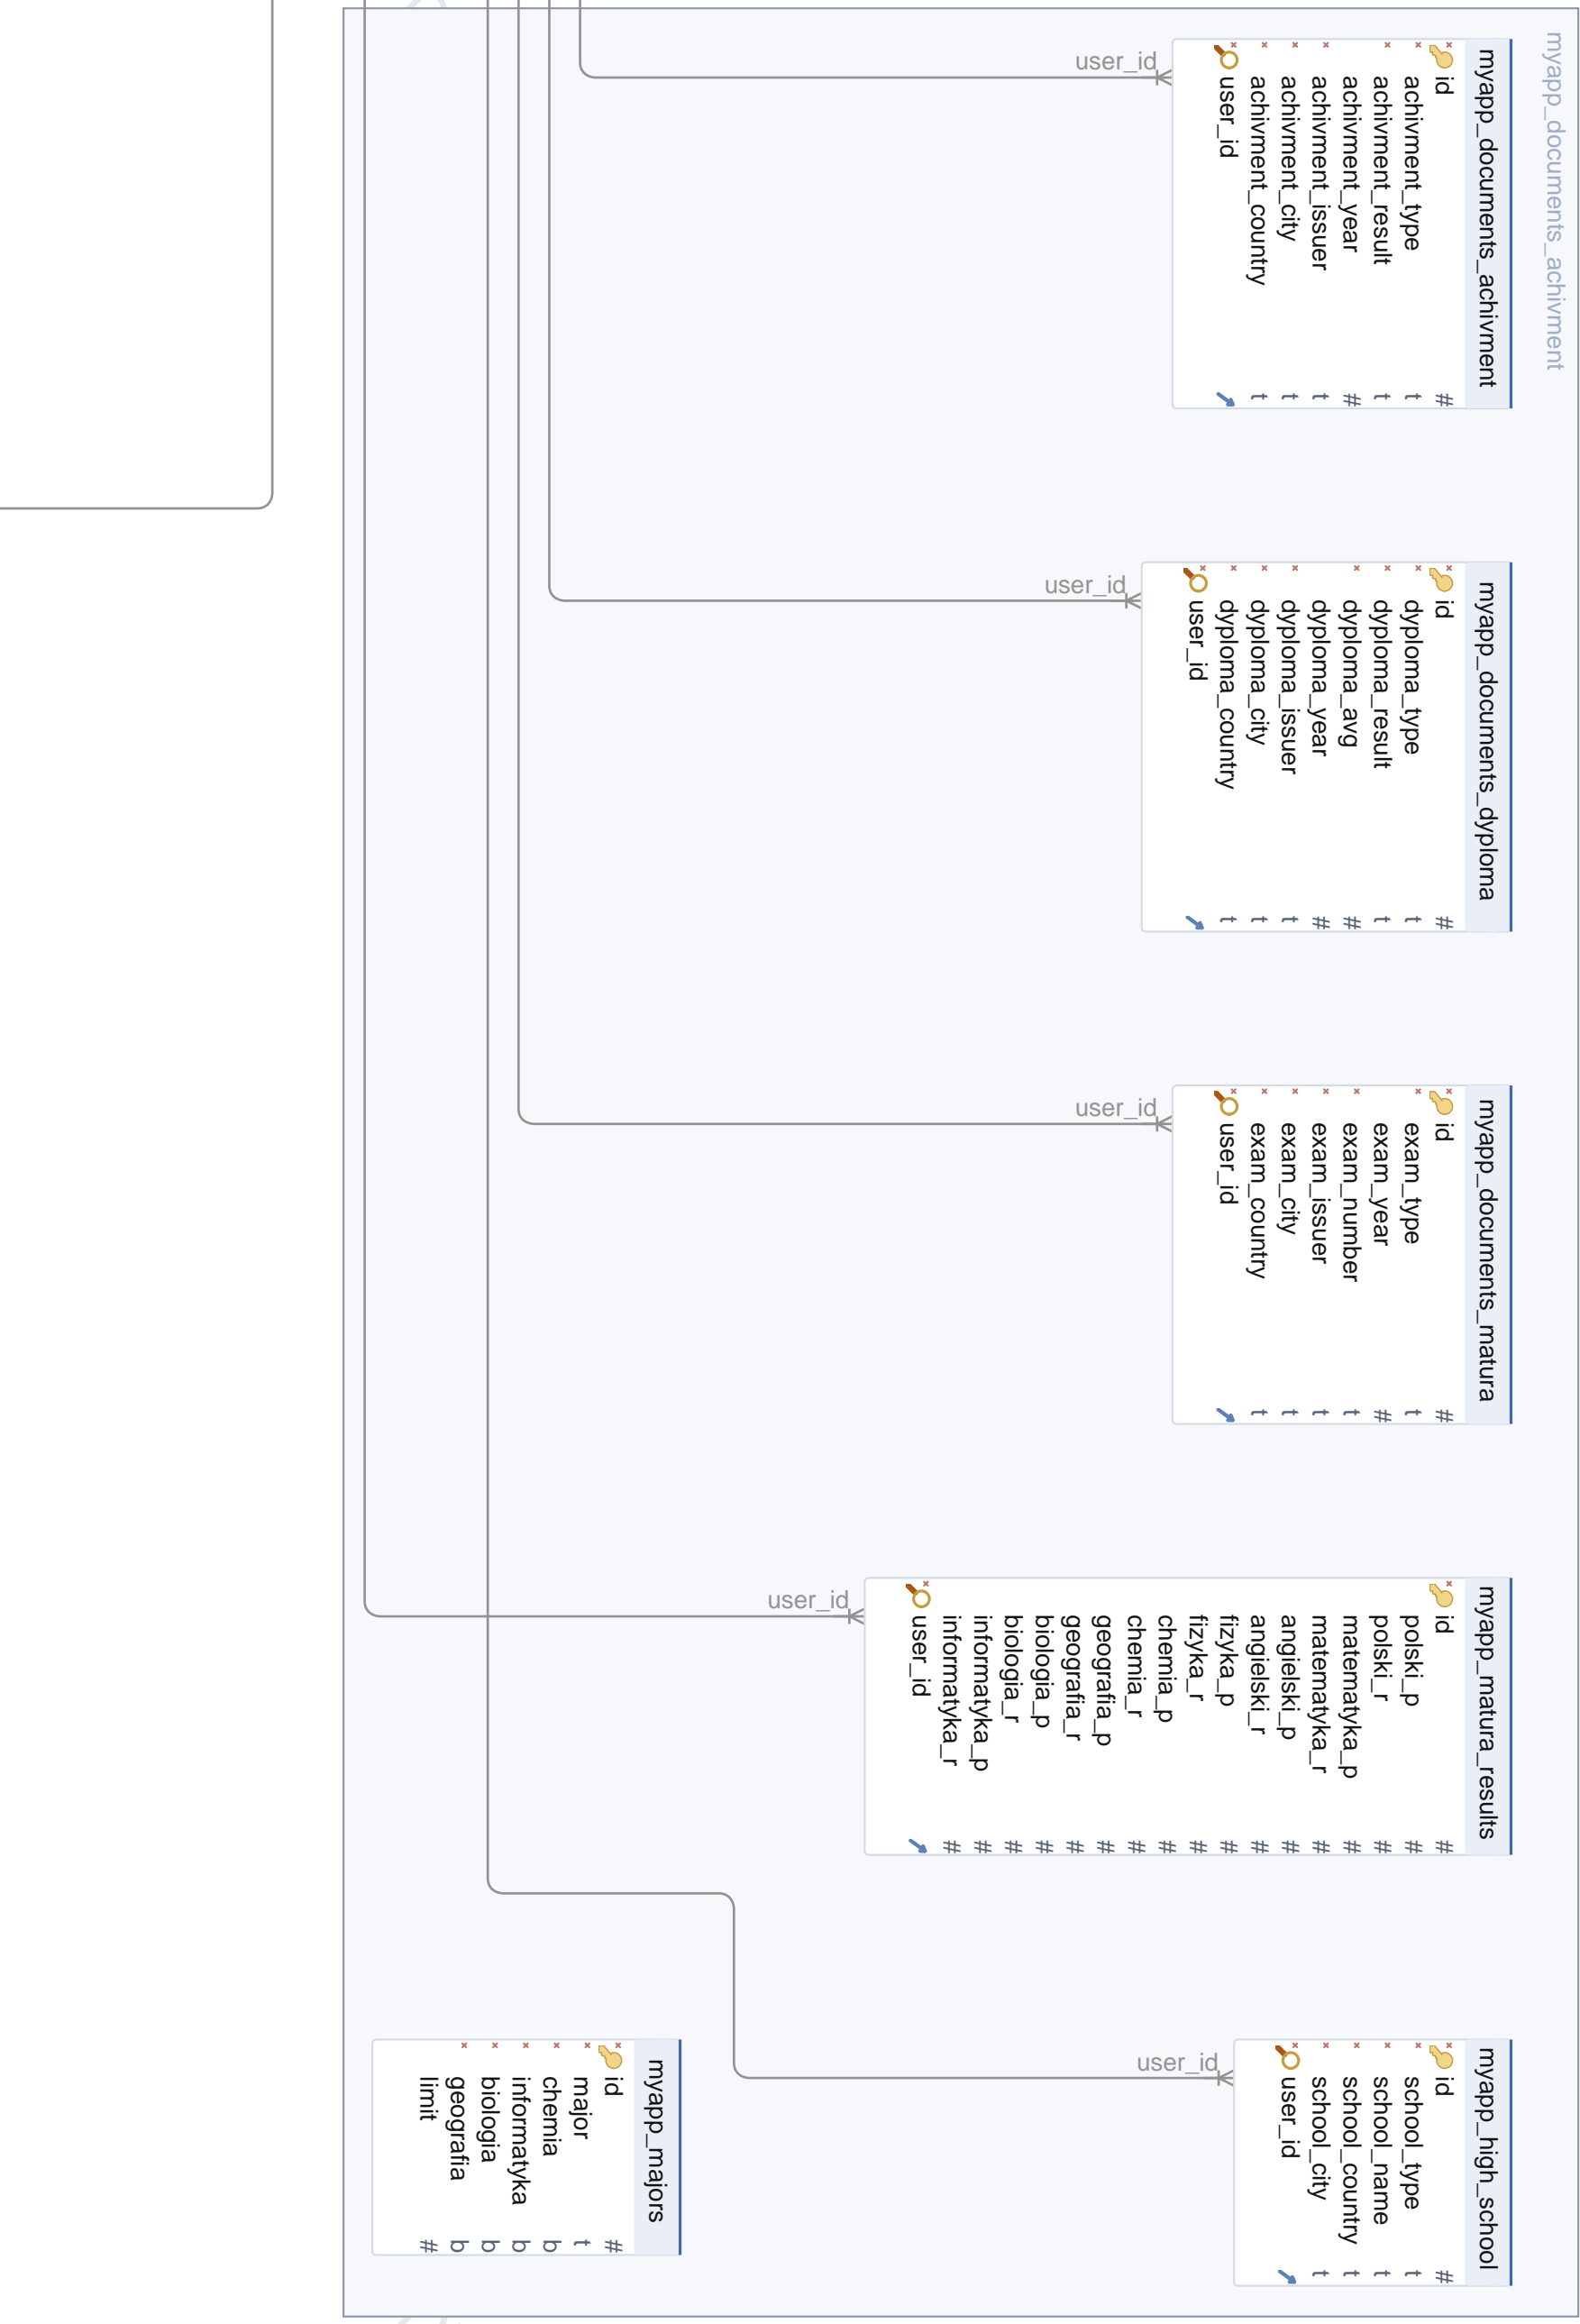 myapp_documents_achivment
myapp_documents_achivment
id #
achivment_type t
achivment_result t
achivment_year #
achivment_issuer t
achivment_city t
achivment_country t
user_id
user_id
myapp_documents_dyploma
id #
dyploma_type t
dyploma_result t
dyploma_avg #
dyploma_year #
dyploma_issuer t
dyploma_city t
dyploma_country t
user_id
user_id
myapp_documents_matura
id #
exam_type t
exam_year #
exam_number t
exam_issuer t
exam_city t
exam_country t
user_id
user_id
myapp_matura_results
id #
polski_p #
polski_r #
matematyka_p #
matematyka_r #
angielski_p #
angielski_r #
fizyka_p #
fizyka_r #
chemia_p #
chemia_r #
geografia_p #
geografia_r #
biologia_p #
biologia_r #
informatyka_p #
informatyka_r #
user_id
user_id
myapp_high_school
id #
school_type t
school_name t
school_country t
school_city t
user_id
user_id
myapp_majors
id #
major t
chemia b
informatyka b
biologia b
geografia b
limit #